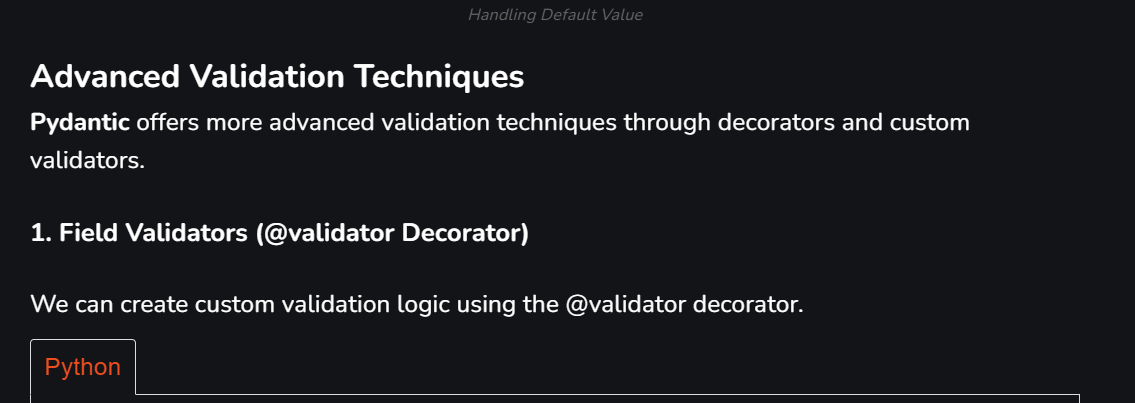 Handling Default Value
Advanced Validation Techniques
Pydantic offers more advanced validation techniques through decorators and custom
validators.
1. Field Validators (@validator Decorator)
We can create custom validation logic using the @validator decorator.
Python